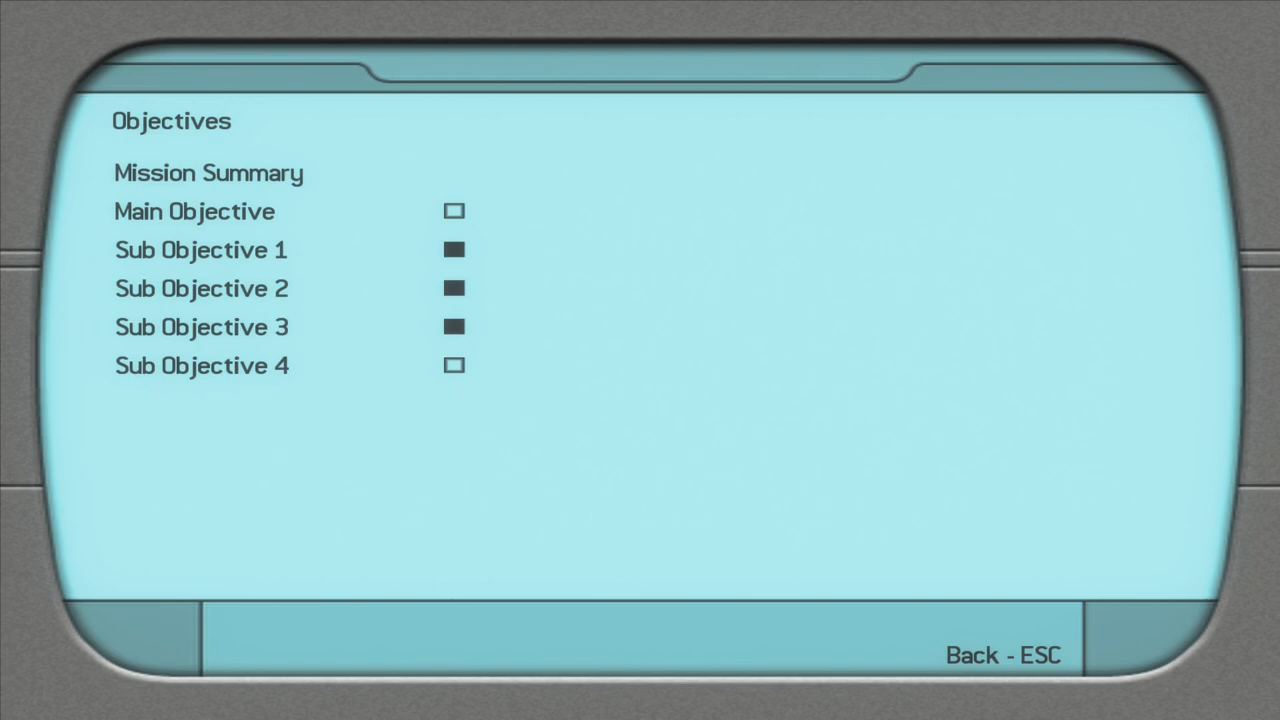 Objectives
Mission Summary
Main Objective
Sub Objective 1
Sub Objective 2
Sub Objective 3
Sub Objective 4
Back - ESC